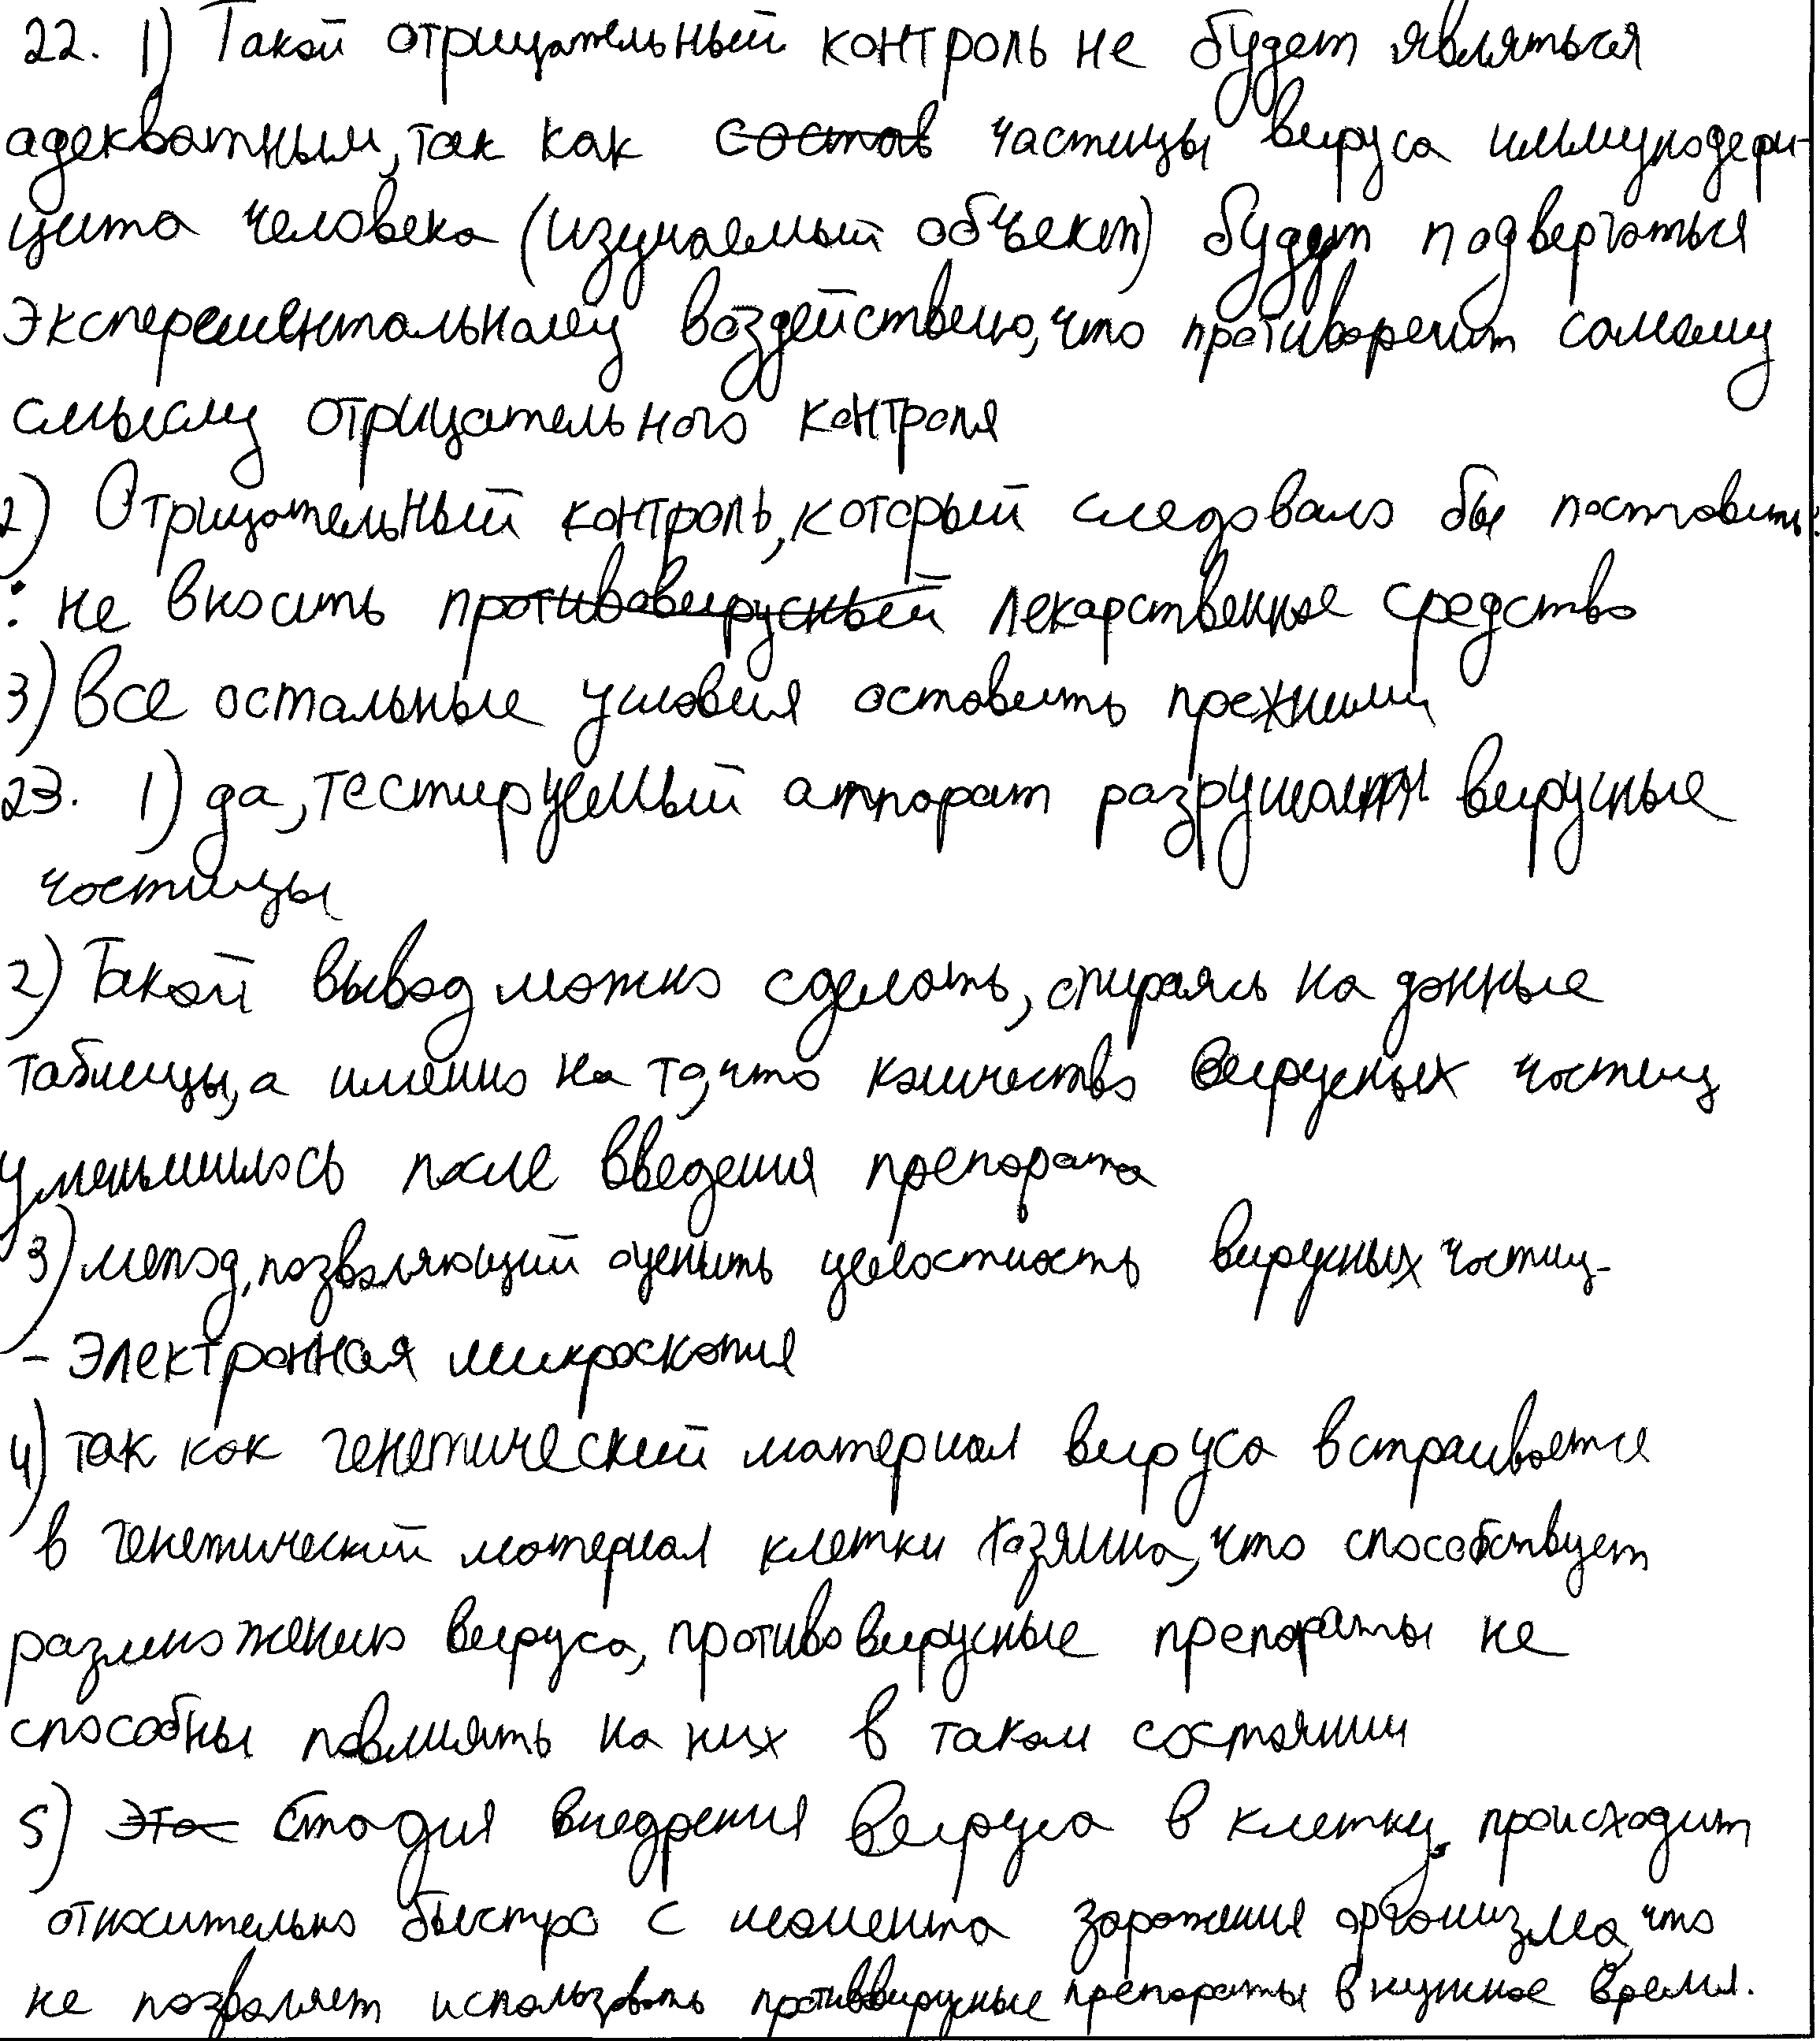 22. 1) Такой отрицательный контроль не будет являться
адекватным, так как состав частицы вируса иммунодефи-
цита человека (изучаемый объект) будут подвергаться
экспериментальному воздействию, что противоречит самому
смыслу отрицательного контроля
2) Отрицательный контроль, который следовало бы поставить:
: не вносить противовирусный лекарственное средство
3) Все остальные условия оставить прежними
23. 1) да, тестируемый аппарат разрушает вирусные
частицы
2) Такой вывод можно сделать, опираясь на данные
таблицы, а именно на то, что количество вирусных частиц
уменьшилось после введения препарата
3) метод, позволяющий оценить целостность вирусных частиц -
- Электронная микроскопия
4) так как генетический материал вируса встраивается
в генетический материал клетки хозяина, что способствует
размножению вируса, противовирусные препараты не
способны повлиять на них в таком состоянии
5) Это Стадия внедрения вируса в клетку происходит
относительно быстро с момента заражения организма, что
не позволяет использовать противовирусные препараты в нужное время.